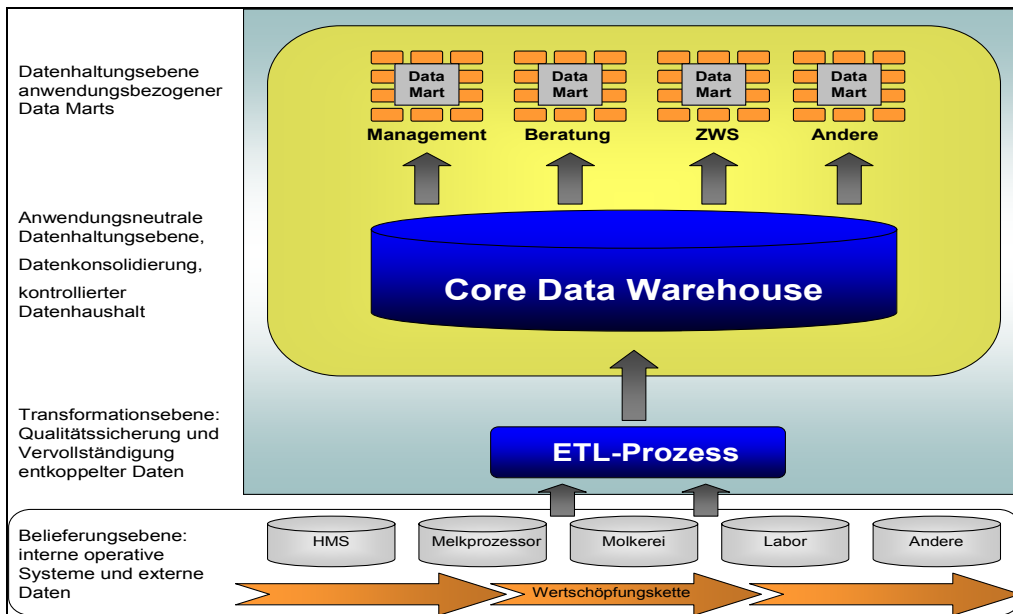 Datenhaltungsebene
anwendungsbezogener
Data Marts
Data
Mart
Data
Mart
Data
Mart
Data
Mart
Management
Beratung
ZWS
Andere
Anwendungsneutrale
Datenhaltungsebene,
Datenkonsolidierung,
kontrollierter
Datenhaushalt
Core Data Warehouse
Transformationsebene:
Qualitätssicherung und
Vervollständigung
entkoppelter Daten
ETL-Prozess
Belieferungsebene:
interne operative
Systeme und externe
Daten
HMS
Melkprozessor
Molkerei
Labor
Andere
Wertschöpfungskette